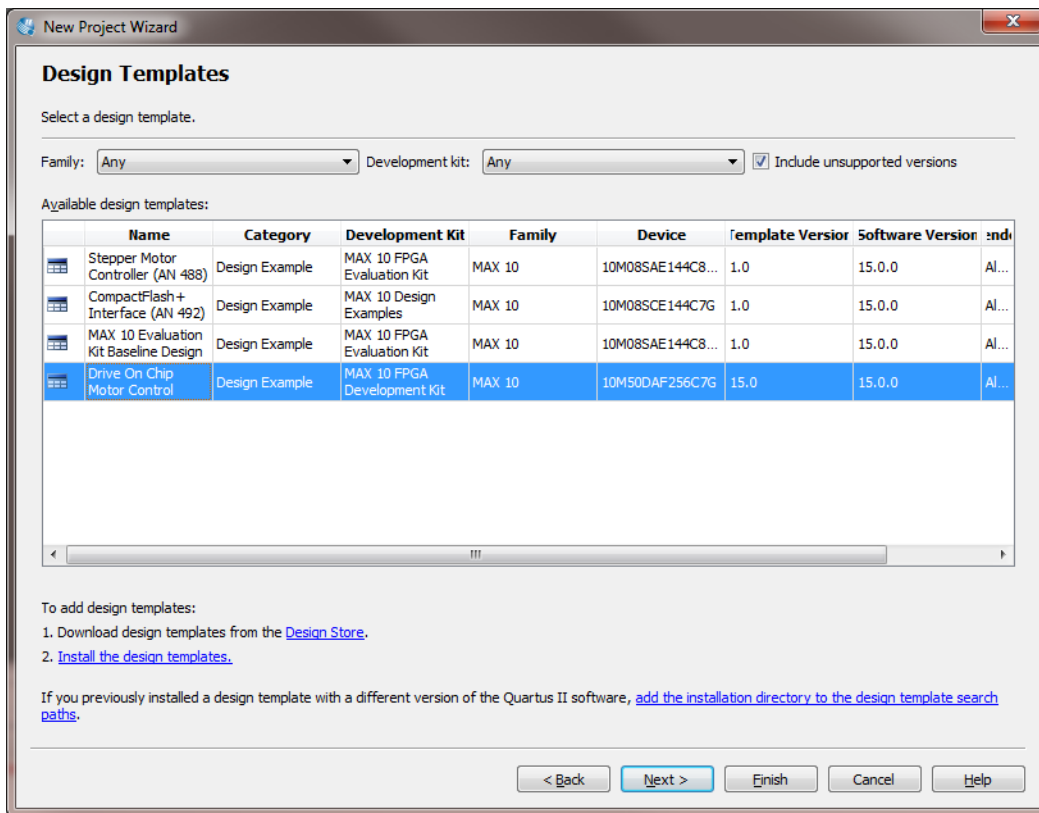 New Project Wizard
Design Templates
Select a design template.
Family: Any Development kit: Any Include unsupported versions
Available design templates:
Name Category Development Kit Family Device Template Version Software Version
Stepper Motor
Controller (AN 488) Design Example MAX 10 FPGA
Evaluation Kit MAX 10 10M08SAE144C8... 1.0 15.0.0 Al...
CompactFlash+
Interface (AN 492) Design Example MAX 10 Design
Examples MAX 10 10M08SCE144C7G 1.0 15.0.0 Al...
MAX 10 Evaluation
Kit Baseline Design Design Example MAX 10 FPGA
Evaluation Kit MAX 10 10M08SAE144C8... 1.0 15.0.0 Al...
Drive On Chip
Motor Control Design Example MAX 10 FPGA
Development Kit MAX 10 10M50DAF256C7G 15.0 15.0.0 Al...
To add design templates:
1. Download design templates from the Design Store.
2. Install the design templates.
If you previously installed a design template with a different version of the Quartus II software, add the installation directory to the design template search
paths.
< Back Next > Finish Cancel Help